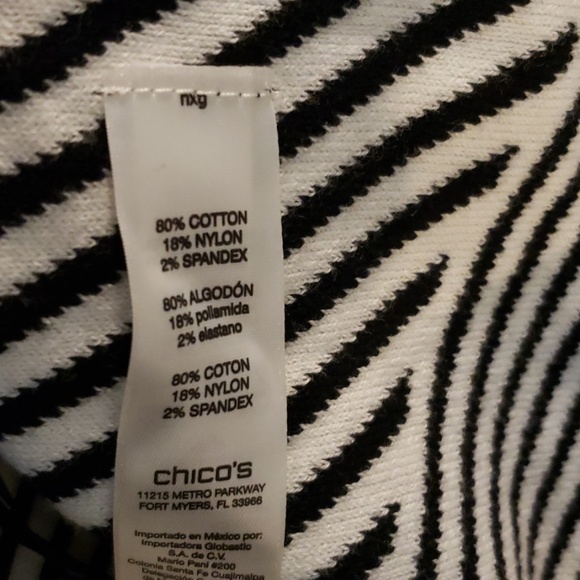 nxg
80% COTTON
18% NYLON
2% SPANDEX
80% ALGODÓN
18% poliamida
2% elastano
80% COTON
18% NYLON
2% SPANDEX
chico's
11215 METRO PARKWAY
FORT MYERS, FL 33966
Importado en México por:
Importadora Globastic
S.A. de C.V.
Mario Pani #200
Colonia Santa Fe Cuajimalpa